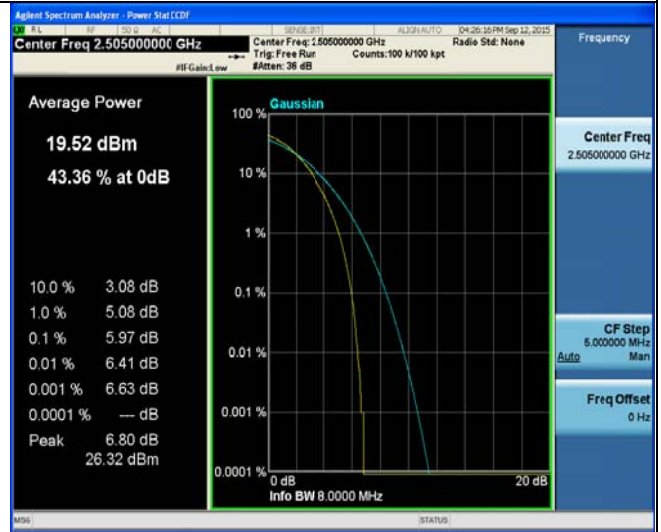 Agilent Spectrum Analyzer - Power Stat CCDF
RL RF 50 Ω AC SENSE:INT ALIGN AUTO 04:26:16 PM Sep 12, 2015
Center Freq 2.505000000 GHz
Center Freq: 2.505000000 GHz Radio Std: None
Trig: Free Run Counts:100 k/100 kpt
#IFGain:Low #Atten: 36 dB
Frequency
Average Power
19.52 dBm
43.36 % at 0dB
10.0 % 3.08 dB
1.0 % 5.08 dB
0.1 % 5.97 dB
0.01 % 6.41 dB
0.001 % 6.63 dB
0.0001 % --- dB
Peak 6.80 dB
26.32 dBm
Gaussian
100 %
10 %
1 %
0.1 %
0.01 %
0.001 %
0.0001 %
0 dB 20 dB
Info BW 8.0000 MHz
Center Freq
2.505000000 GHz
CF Step
5.000000 MHz
Auto Man
Freq Offset
0 Hz
MSG STATUS